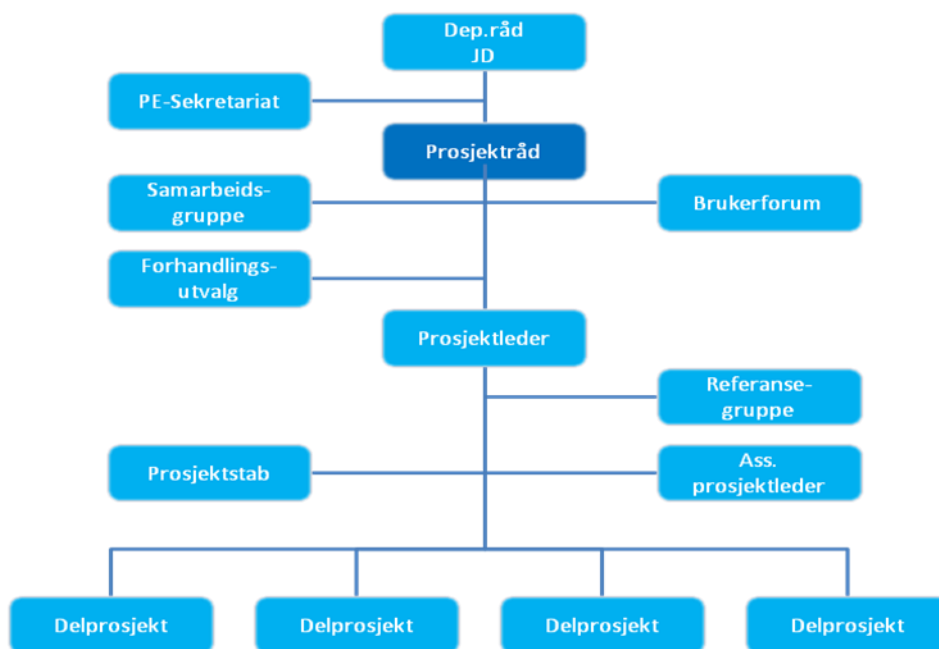 Dep.råd
JD
PE-Sekretariat
Prosjektråd
Samarbeids-
gruppe
Brukerforum
Forhandlings-
utvalg
Prosjektleder
Referanse-
gruppe
Prosjektstab
Ass.
prosjektleder
Delprosjekt
Delprosjekt
Delprosjekt
Delprosjekt